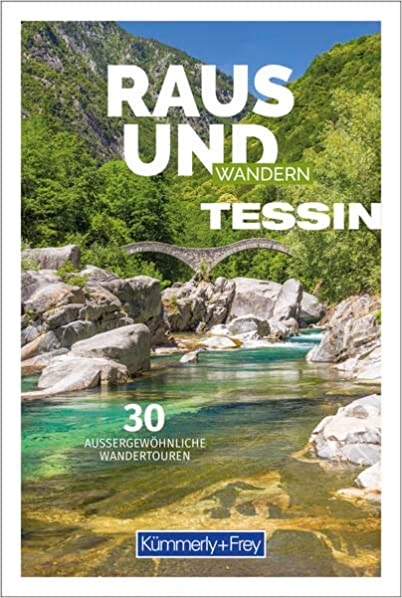 RAUS
UND
WANDERN
TESSIN
30
AUSSERGEWÖHNLICHE
WANDERTOUREN
Kümmerly+Frey